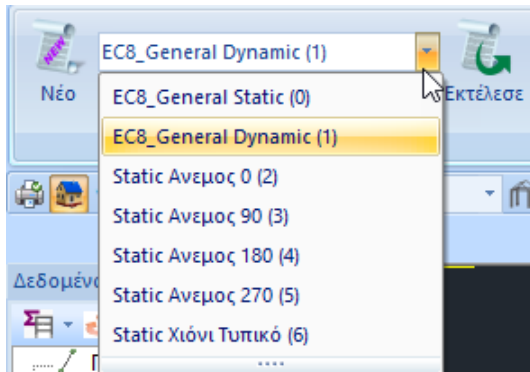 NEW
EC8_General Dynamic (1)
Νέο
Εκτέλεσε
EC8_General Static (0)
EC8_General Dynamic (1)
Static Ανεμος 0 (2)
Static Ανεμος 90 (3)
Static Ανεμος 180 (4)
Static Ανεμος 270 (5)
Static Χιόνι Τυπικό (6)